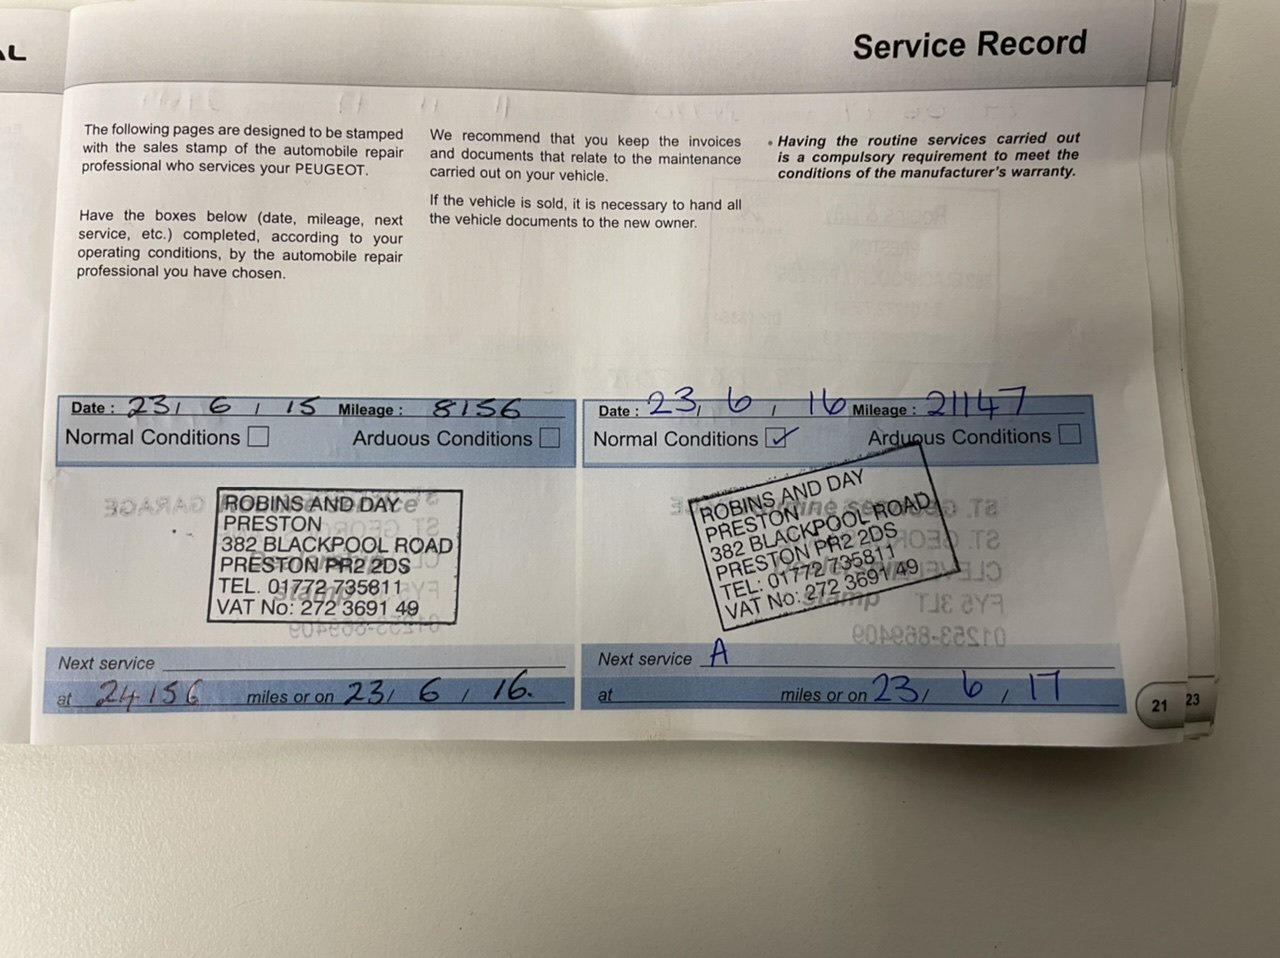 AL
Service Record
The following pages are designed to be stamped
with the sales stamp of the automobile repair
professional who services your PEUGEOT.
Have the boxes below (date, mileage, next
service, etc.) completed, according to your
operating conditions, by the automobile repair
professional you have chosen.
We recommend that you keep the invoices
and documents that relate to the maintenance
carried out on your vehicle.
If the vehicle is sold, it is necessary to hand all
the vehicle documents to the new owner.
• Having the routine services carried out
is a compulsory requirement to meet the
conditions of the manufacturer's warranty.
Date : 23 / 6 / 15 Mileage : 8156
Normal Conditions Arduous Conditions
ROBINS AND DAY
PRESTON
382 BLACKPOOL ROAD
PRESTON PR2 2DS
TEL. 01772 735811
VAT No: 272 3691 49
stamp
Next service
at 24156 miles or on 23 / 6 / 16.
Date : 23 / 6 / 16 Mileage : 21147
Normal Conditions ✓ Arduous Conditions
ROBINS AND DAY
PRESTON
382 BLACKPOOL ROAD
PRESTON PR2 2DS
TEL: 01772 735811
VAT No: 272 3691 49
stamp
Next service A
at miles or on 23 / 6 / 17
21
23